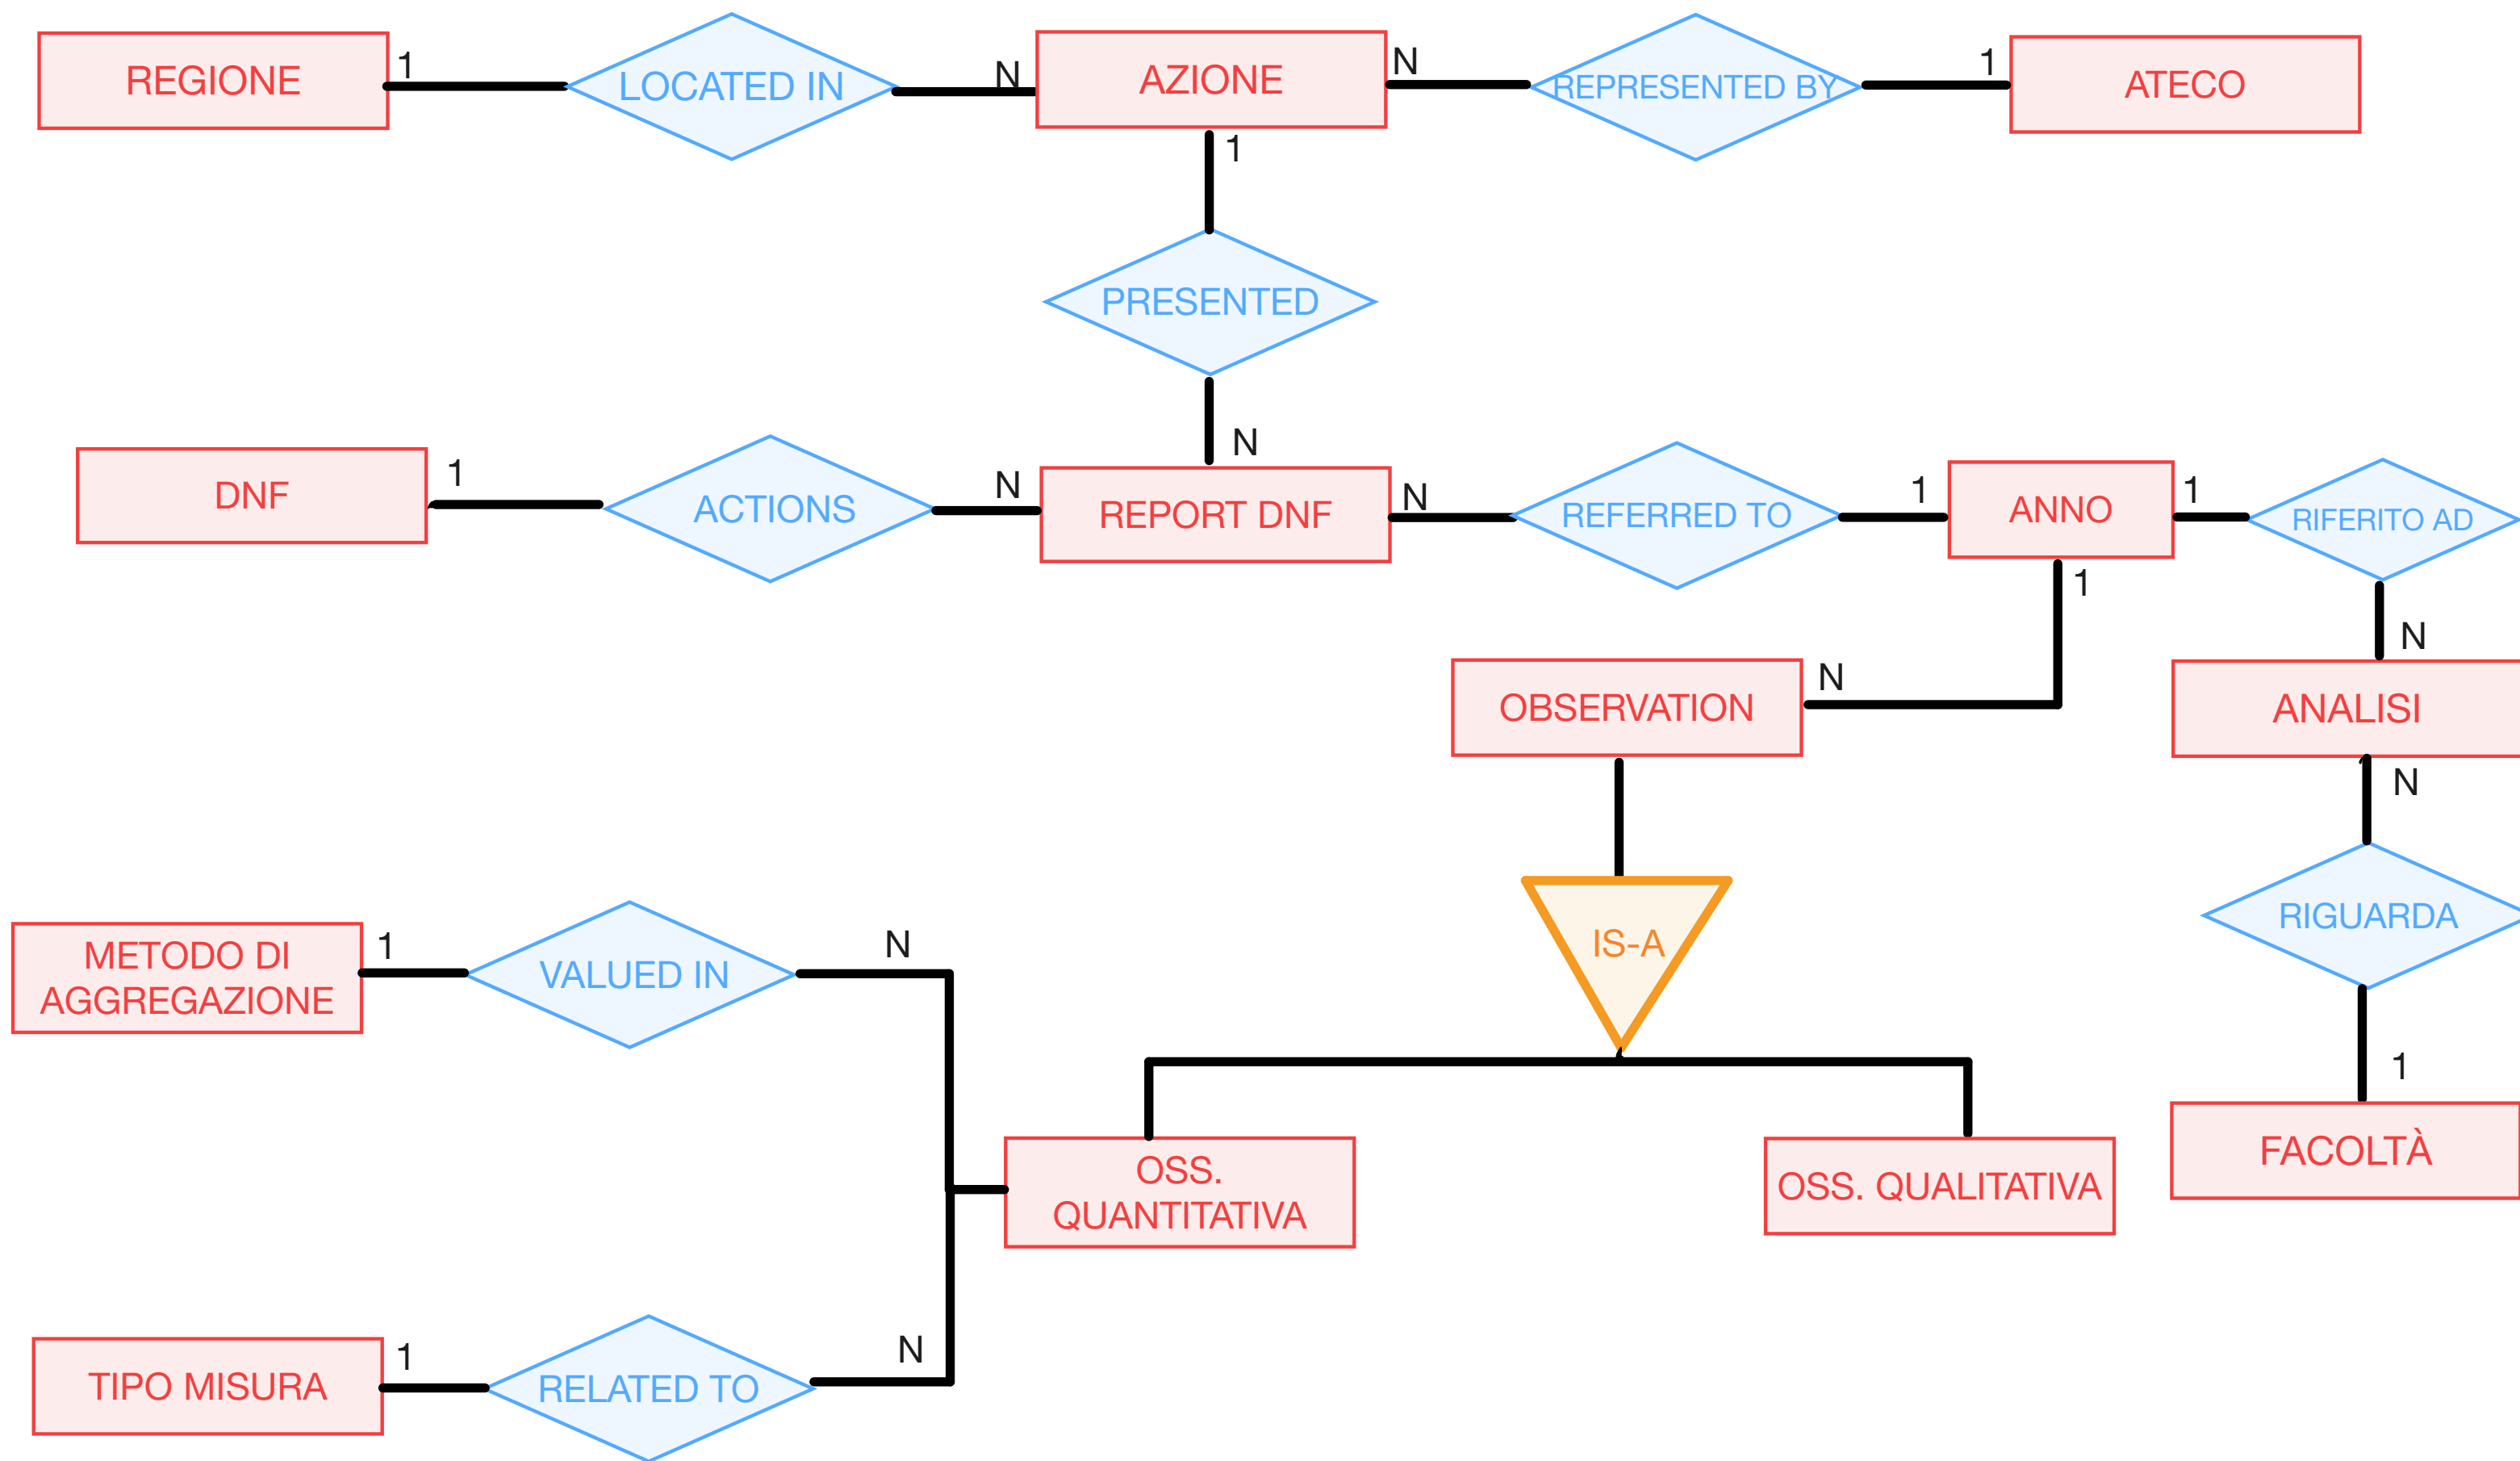 REGIONE
1
LOCATED IN
N
AZIONE
N
REPRESENTED BY
1
ATECO
1
PRESENTED
N
DNF
1
ACTIONS
N
REPORT DNF
N
REFERRED TO
1
ANNO
1
RIFERITO AD
1
N
OBSERVATION
N
ANALISI
N
IS-A
RIGUARDA
METODO DI
AGGREGAZIONE
1
VALUED IN
N
1
OSS.
QUANTITATIVA
OSS. QUALITATIVA
FACOLTÀ
TIPO MISURA
1
RELATED TO
N